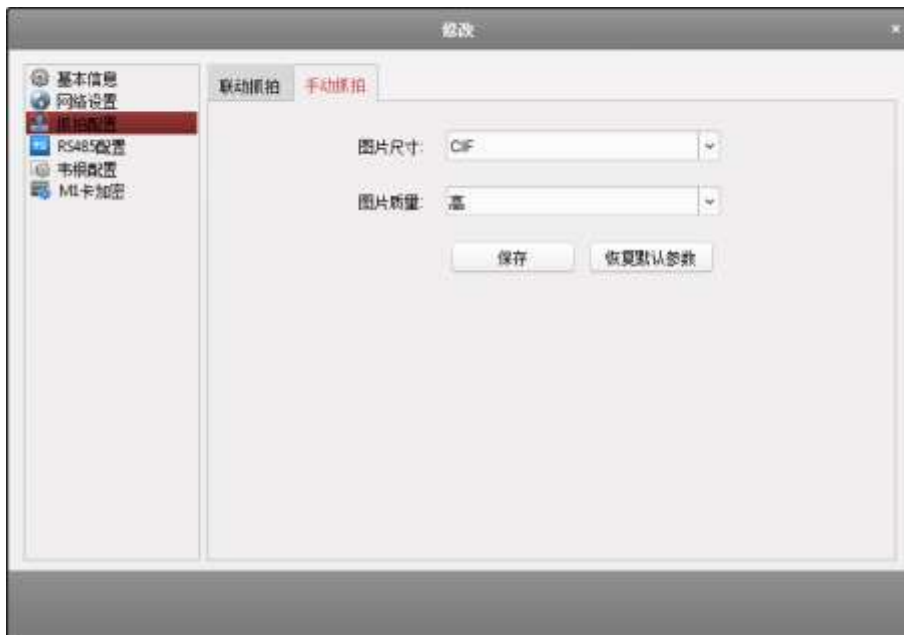 修改
基本信息
网络设置
抓拍配置
RS485配置
韦根配置
M1卡加密
联动抓拍 手动抓拍
图片尺寸: CIF
图片质量: 高
保存 恢复默认参数